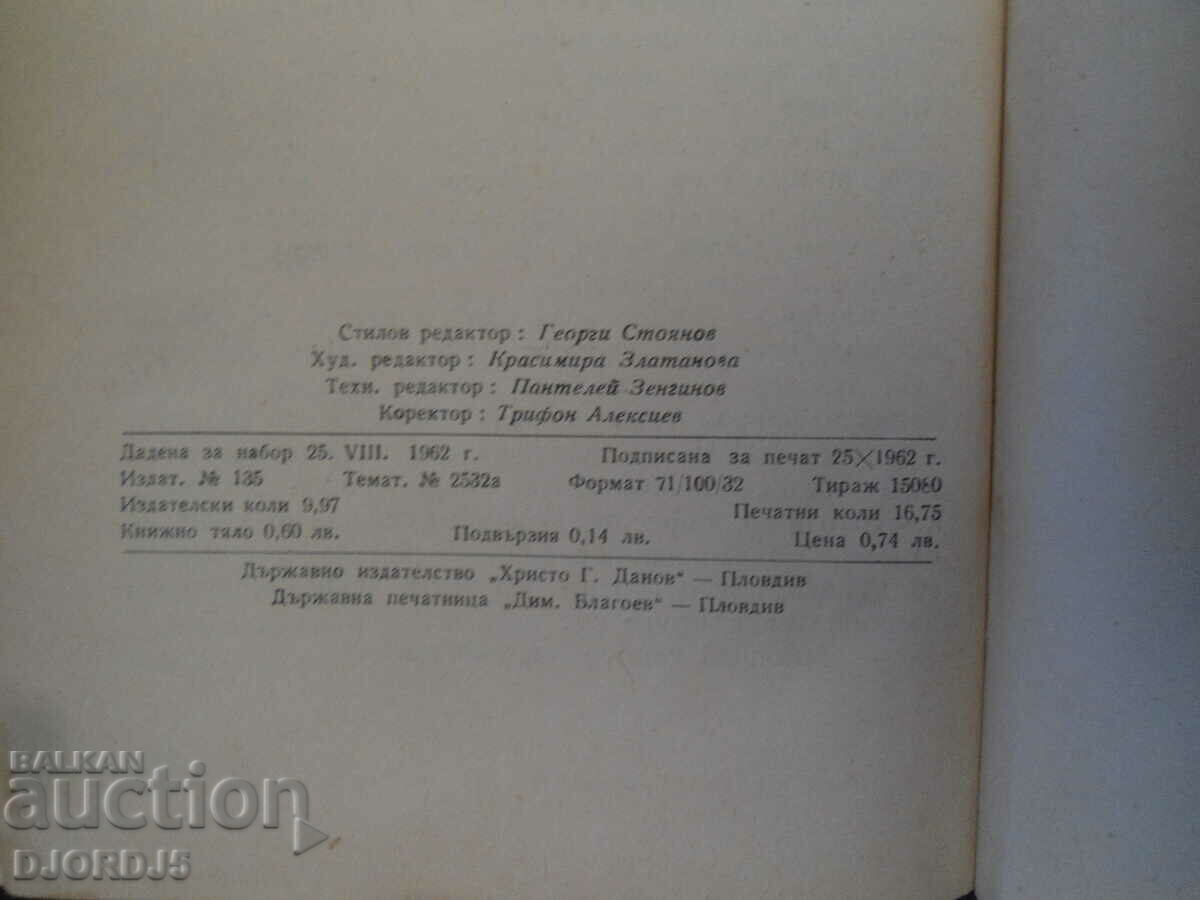 Стилов редактор : Георги Стоянов
Худ. редактор : Красимира Златанова
Техн. редактор : Пантелей Зенгинов
Коректор : Трифон Алексиев
Дадена за набор 25. VIII. 1962 г. Подписана за печат 25 X 1962 г.
Издат. № 135 Темат. № 2532а Формат 71/100/32 Тираж 15080
Издателски коли 9,97 Печатни коли 16,75
Книжно тяло 0,60 лв. Подвързия 0,14 лв. Цена 0,74 лв.
Държавно издателство „Христо Г. Данов“ — Пловдив
Държавна печатница „Дим. Благоев“ — Пловдив
BALKAN
auction
DJORDJ5